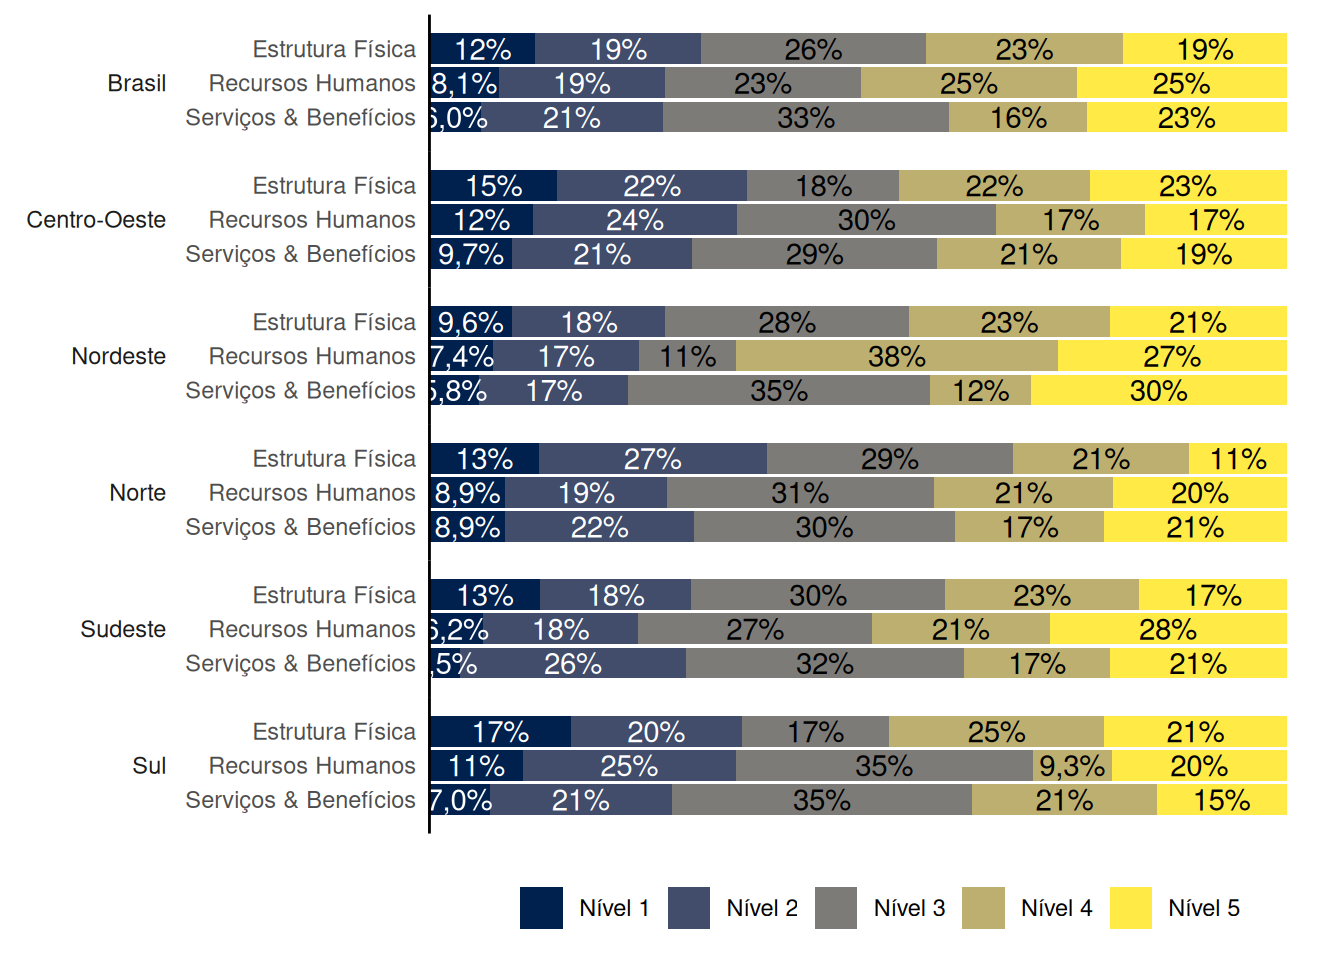 Estrutura Física 12% 19% 26% 23% 19%
Brasil Recursos Humanos 8,1% 19% 23% 25% 25%
Serviços & Benefícios 6,0% 21% 33% 16% 23%
Estrutura Física 15% 22% 18% 22% 23%
Centro-Oeste Recursos Humanos 12% 24% 30% 17% 17%
Serviços & Benefícios 9,7% 21% 29% 21% 19%
Estrutura Física 9,6% 18% 28% 23% 21%
Nordeste Recursos Humanos 7,4% 17% 11% 38% 27%
Serviços & Benefícios 5,8% 17% 35% 12% 30%
Estrutura Física 13% 27% 29% 21% 11%
Norte Recursos Humanos 8,9% 19% 31% 21% 20%
Serviços & Benefícios 8,9% 22% 30% 17% 21%
Estrutura Física 13% 18% 30% 23% 17%
Sudeste Recursos Humanos 6,2% 18% 27% 21% 28%
Serviços & Benefícios ,5% 26% 32% 17% 21%
Estrutura Física 17% 20% 17% 25% 21%
Sul Recursos Humanos 11% 25% 35% 9,3% 20%
Serviços & Benefícios 7,0% 21% 35% 21% 15%
Nível 1 Nível 2 Nível 3 Nível 4 Nível 5